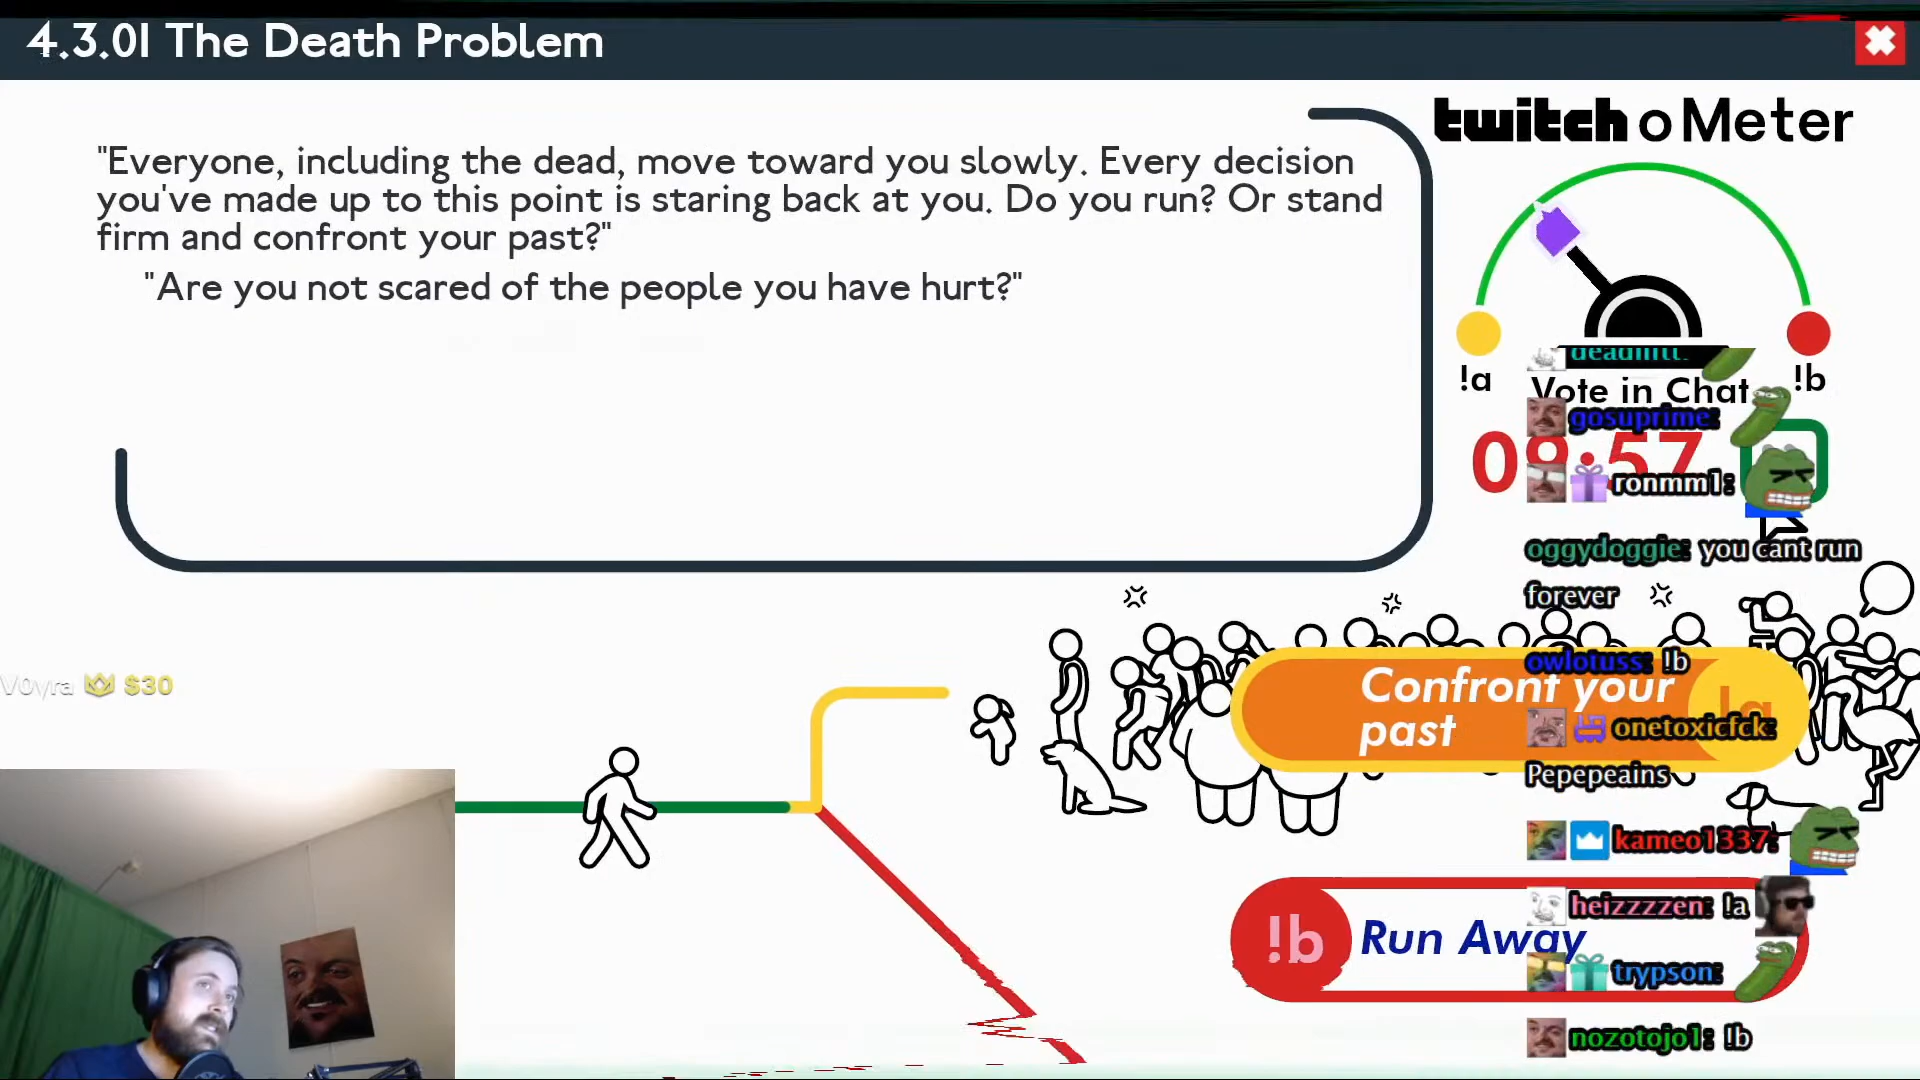 4.3.01 The Death Problem
"Everyone, including the dead, move toward you slowly. Every decision
you've made up to this point is staring back at you. Do you run? Or stand
firm and confront your past?"
"Are you not scared of the people you have hurt?"
twitch o Meter
!a
!b
Vote in Chat
gosuprime:
09:57
ronmm1:
oggydoggie: you cant run
forever
owlotuss: !b
Confront your
past
!a
onetoxicfck:
Pepepeains
kameo1337:
heizzzzen: !a
!b
Run Away
trypson:
nozotojo1: !b
V0yra $30